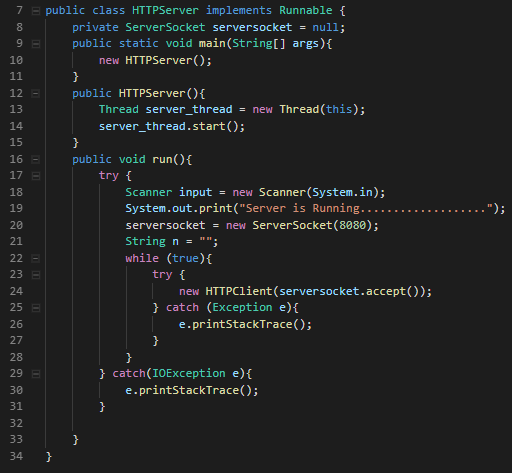 7 public class HTTPServer implements Runnable {
8     private ServerSocket serversocket = null;
9     public static void main(String[] args){
10         new HTTPServer();
11     }
12     public HTTPServer(){
13         Thread server_thread = new Thread(this);
14         server_thread.start();
15     }
16     public void run(){
17         try {
18             Scanner input = new Scanner(System.in);
19             System.out.print("Server is Running...................");
20             serversocket = new ServerSocket(8080);
21             String n = "";
22             while (true){
23                 try {
24                     new HTTPClient(serversocket.accept());
25                 } catch (Exception e){
26                     e.printStackTrace();
27                 }
28             }
29         } catch(IOException e){
30             e.printStackTrace();
31         }
32
33     }
34 }